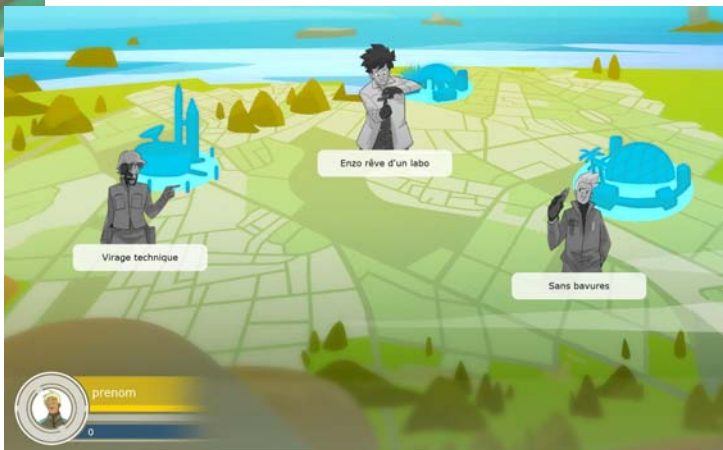 Enzo rêve d'un labo
Virage technique
Sans bavures
prenom
0